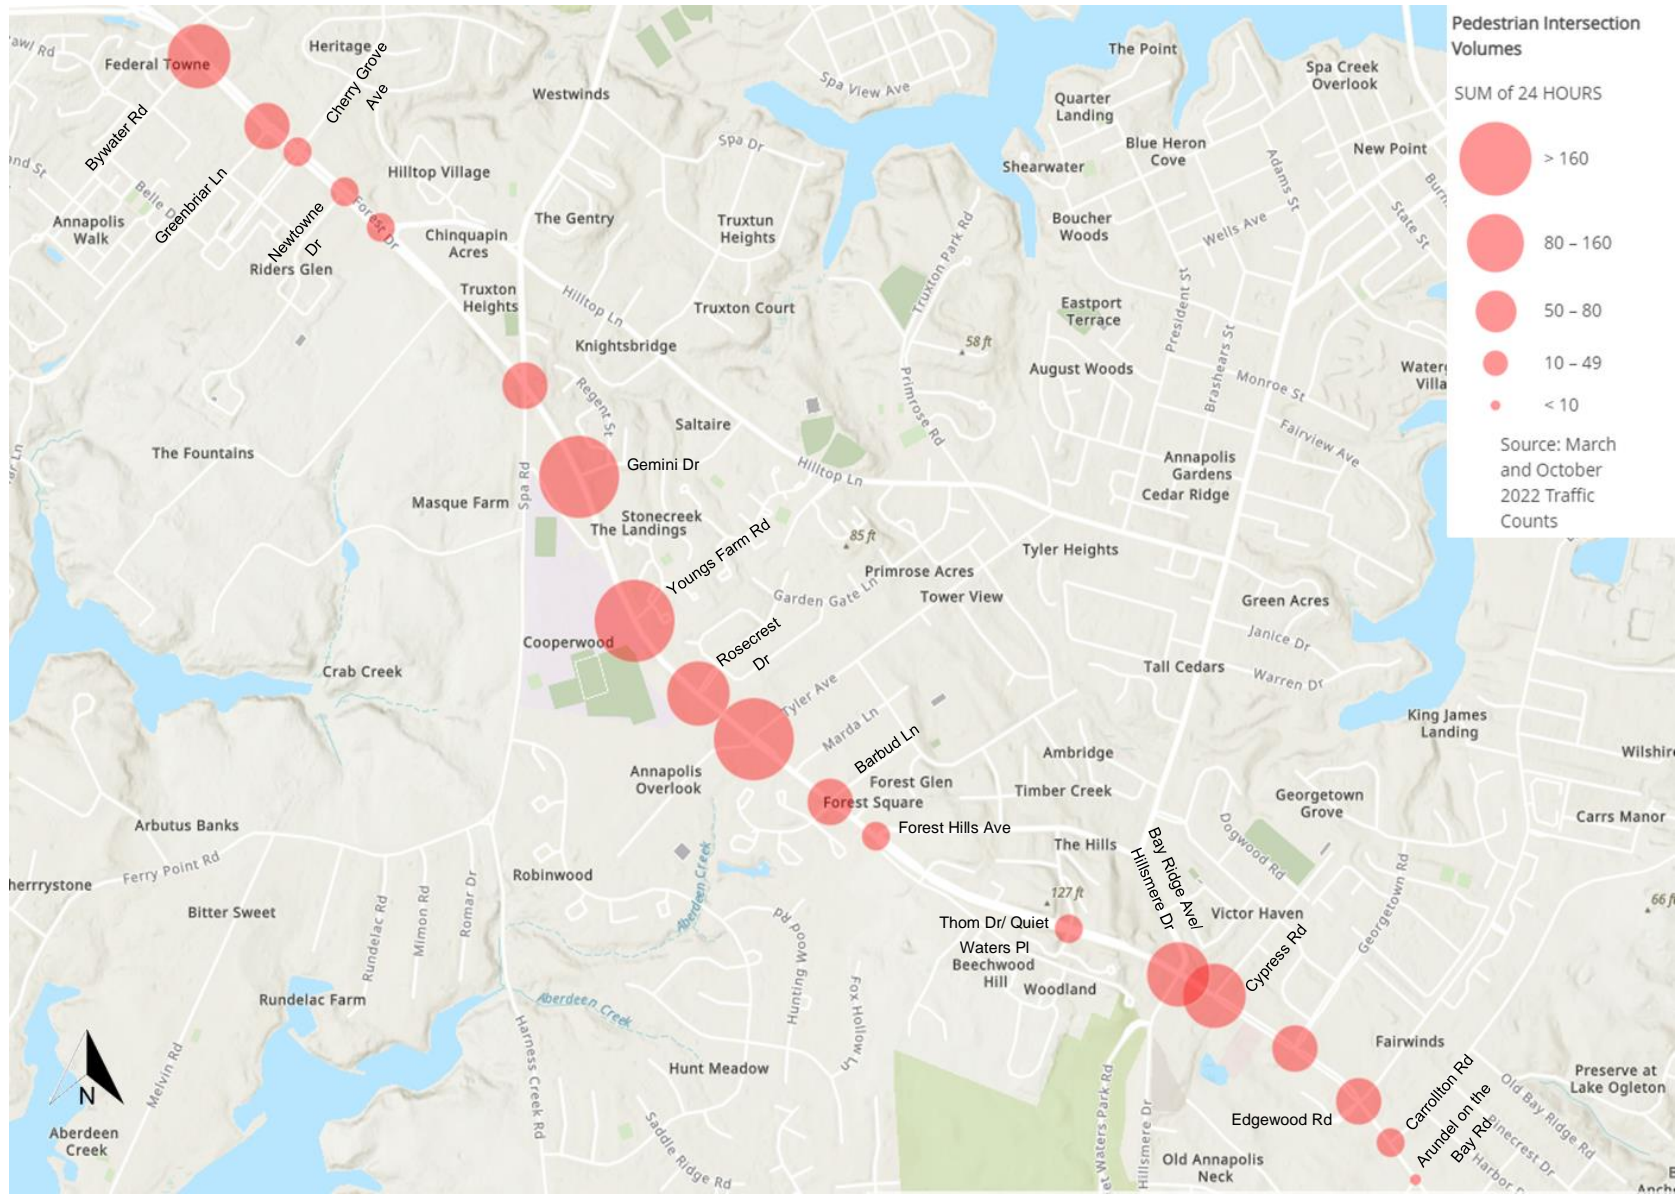 Pedestrian Intersection
Volumes
SUM of 24 HOURS
> 160
80 – 160
50 – 80
10 – 49
< 10
Source: March
and October
2022 Traffic
Counts
Federal Towne
Heritage
Cherry Grove
Ave
Westwinds
Spa View Ave
The Point
Spa Creek
Overlook
Quarter
Landing
Bywater Rd
Spa Dr
Blue Heron
Cove
New Point
Shearwater
Adams St
Hilltop Village
Belle
Greenbriar Ln
Annapolis
Walk
Newtowne
Dr
Forest Dr
The Gentry
Truxtun
Heights
Boucher
Woods
Wells Ave
State St
Chinquapin
Acres
Riders Glen
Truxton
Heights
Hilltop Ln
Truxton Court
Truxton Park Rd
Eastport
Terrace
President St
58 ft
Knightsbridge
August Woods
Brashears St
Monroe St
Regent St
Primrose Rd
Saltaire
Fairview Ave
The Fountains
Gemini Dr
Hilltop Ln
Annapolis
Gardens
Cedar Ridge
Masque Farm
Spa Rd
Stonecreek
The Landings
Youngs Farm Rd
85 ft
Tyler Heights
Primrose Acres
Garden Gate Ln
Tower View
Green Acres
Janice Dr
Cooperwood
Rosecrest
Dr
Crab Creek
Tall Cedars
Warren Dr
Tyler Ave
Marda Ln
King James
Landing
Barbud Ln
Ambridge
Annapolis
Overlook
Forest Glen
Forest Square
Timber Creek
Georgetown
Grove
Carrs Manor
Arbutus Banks
Forest Hills Ave
The Hills
Dogwood Rd
Bay Ridge Ave/
Hillsmere Dr
Ferry Point Rd
Robinwood
Aberdeen Creek
127 ft
Georgetown Rd
Bitter Sweet
Rundelac Rd
Mimon Rd
Romar Dr
Hunting Wood Rd
Thom Dr/ Quiet
Waters Pl
Victor Haven
Cypress Rd
Beechwood
Hill
Woodland
Fox Hollow Ln
Rundelac Farm
Aberdeen Creek
Harness Creek Rd
Fairwinds
Hunt Meadow
Melvin Rd
N
Preserve at
Lake Ogleton
Carrollton Rd
Arundel on the
Bay Rd
Old Bay Ridge Rd
Pinecrest Dr
Edgewood Rd
Waters Park Rd
Hillsmere Dr
Aberdeen
Creek
Saddle Ridge Rd
Old Annapolis
Neck
Harbor